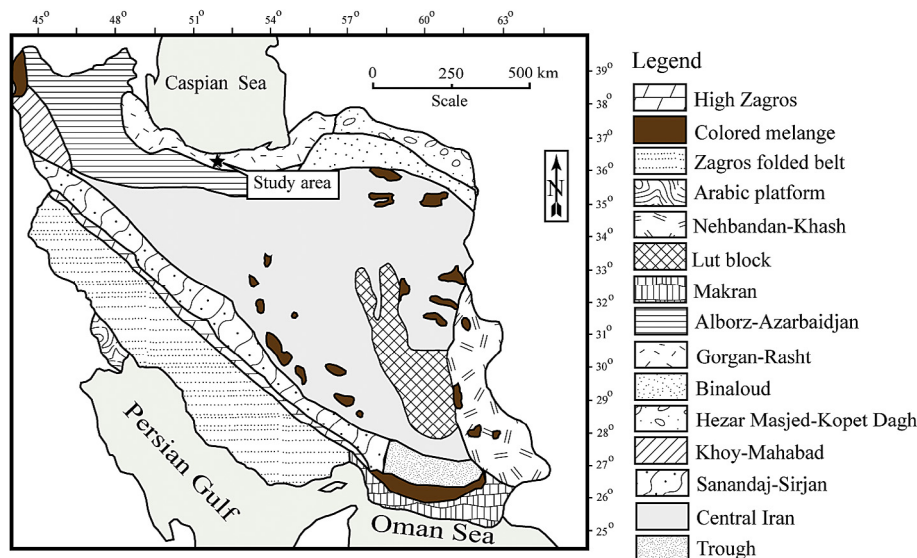 45° 48° 51° 54° 57° 60° 63°
Caspian Sea
0 250 500 km
Scale
Study area
N
Persian Gulf
Oman Sea
39°
38°
37°
36°
35°
34°
33°
32°
31°
30°
29°
28°
27°
26°
25°
Legend
High Zagros
Colored melange
Zagros folded belt
Arabic platform
Nehbandan-Khash
Lut block
Makran
Alborz-Azarbaidjan
Gorgan-Rasht
Binaloud
Hezar Masjed-Kopet Dagh
Khoy-Mahabad
Sanandaj-Sirjan
Central Iran
Trough